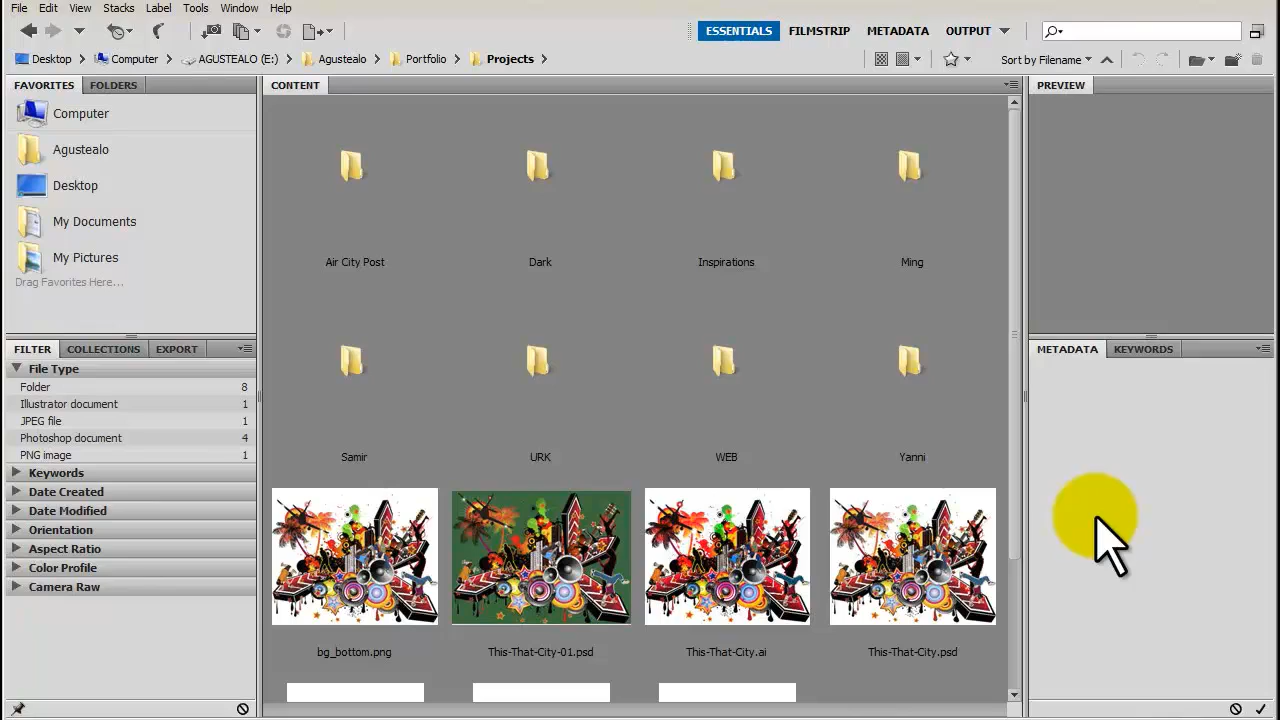 File Edit View Stacks Label Tools Window Help
ESSENTIALS FILMSTRIP METADATA OUTPUT
Desktop Computer AGUSTEALO (E:) Agustealo Portfolio Projects Sort by Filename
FAVORITES FOLDERS
Computer
Agustealo
Desktop
My Documents
My Pictures
Drag Favorites Here...
FILTER COLLECTIONS EXPORT
File Type
Folder 8
Illustrator document 1
JPEG file 1
Photoshop document 4
PNG image 1
Keywords
Date Created
Date Modified
Orientation
Aspect Ratio
Color Profile
Camera Raw
CONTENT
Air City Post Dark Inspirations Ming
Samir URK WEB Yanni
bg_bottom.png This-That-City-01.psd This-That-City.ai This-That-City.psd
PREVIEW
METADATA KEYWORDS